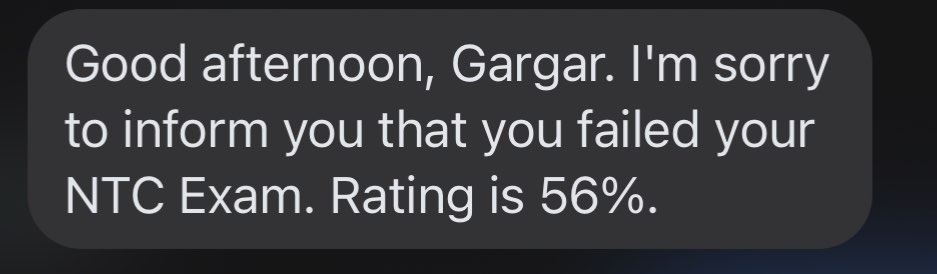 Good afternoon, Gargar. I'm sorry
to inform you that you failed your
NTC Exam. Rating is 56%.